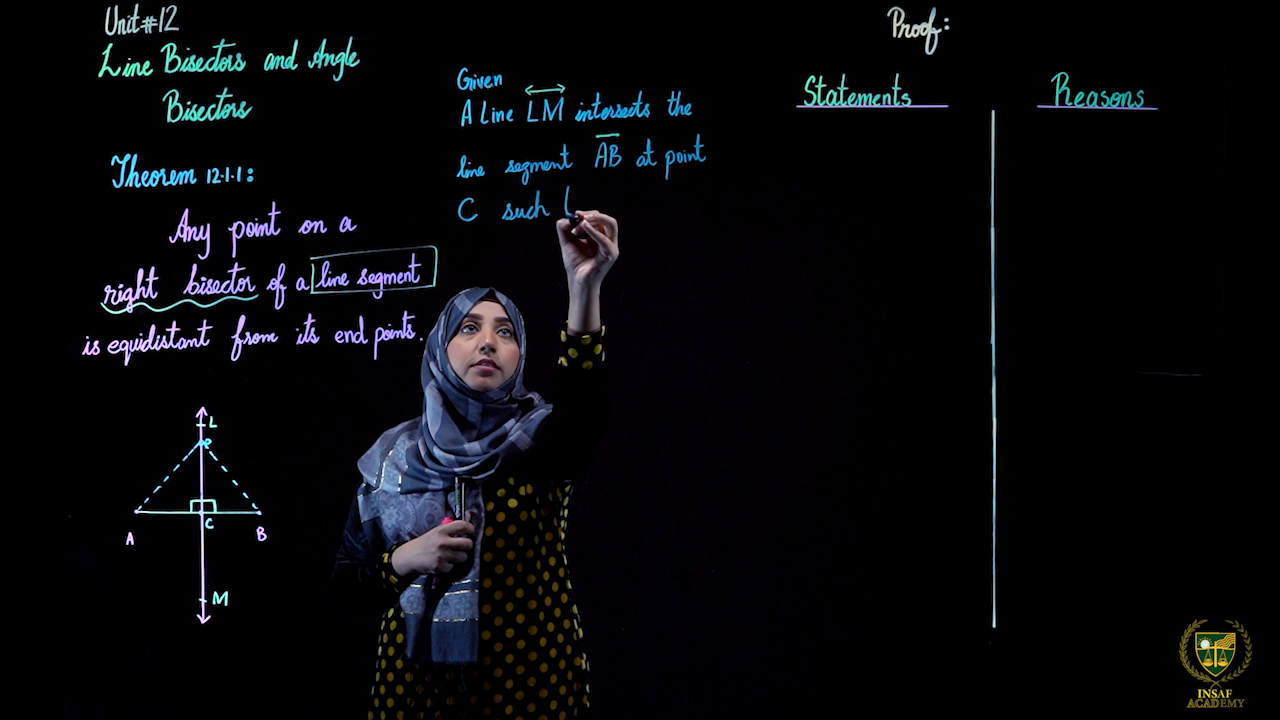 Unit#12
Line Bisectors and Angle
Bisectors
Theorem 12.1.1:
Any point on a
right bisector of a line segment
is equidistant from its end points.
L
P
C
A
B
M
Given
A line LM intersects the
line segment AB at point
C such
Proof:
Statements
Reasons
INSAF
ACADEMY